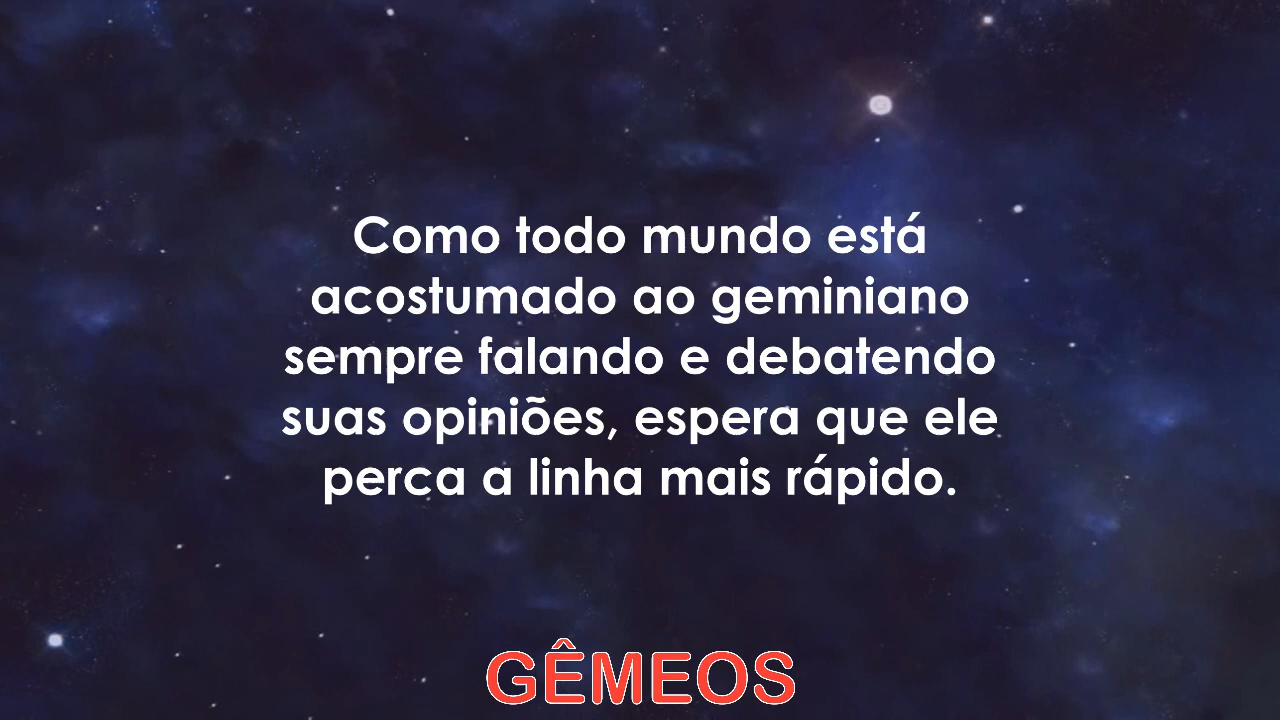 Como todo mundo está
acostumado ao geminiano
sempre falando e debatendo
suas opiniões, espera que ele
perca a linha mais rápido.
GÊMEOS